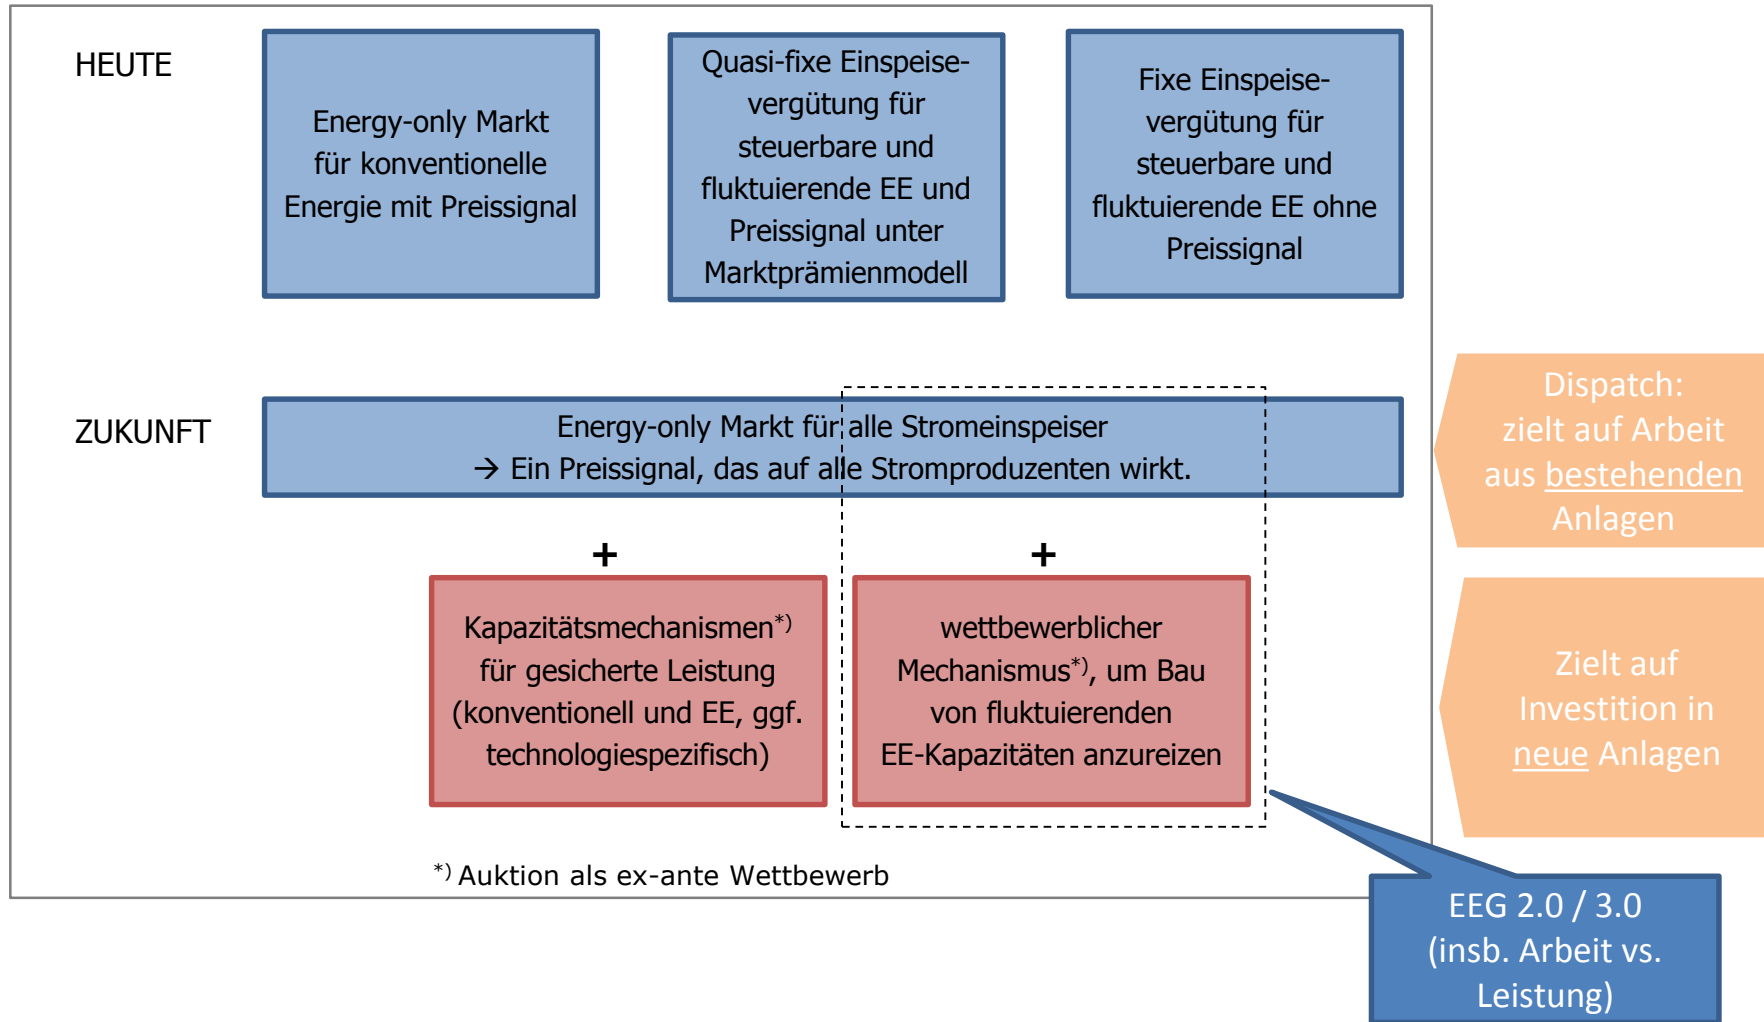 HEUTE
Energy-only Markt
für konventionelle
Energie mit Preissignal
Quasi-fixe Einspeise-
vergütung für
steuerbare und
fluktuierende EE und
Preissignal unter
Marktprämienmodell
Fixe Einspeise-
vergütung für
steuerbare und
fluktuierende EE ohne
Preissignal
ZUKUNFT
Energy-only Markt für alle Stromeinspeiser
→ Ein Preissignal, das auf alle Stromproduzenten wirkt.
Dispatch:
zielt auf Arbeit
aus bestehenden
Anlagen
+
+
Kapazitätsmechanismen*)
für gesicherte Leistung
(konventionell und EE, ggf.
technologiespezifisch)
wettbewerblicher
Mechanismus*), um Bau
von fluktuierenden
EE-Kapazitäten anzureizen
Zielt auf
Investition in
neue Anlagen
*) Auktion als ex-ante Wettbewerb
EEG 2.0 / 3.0
(insb. Arbeit vs.
Leistung)